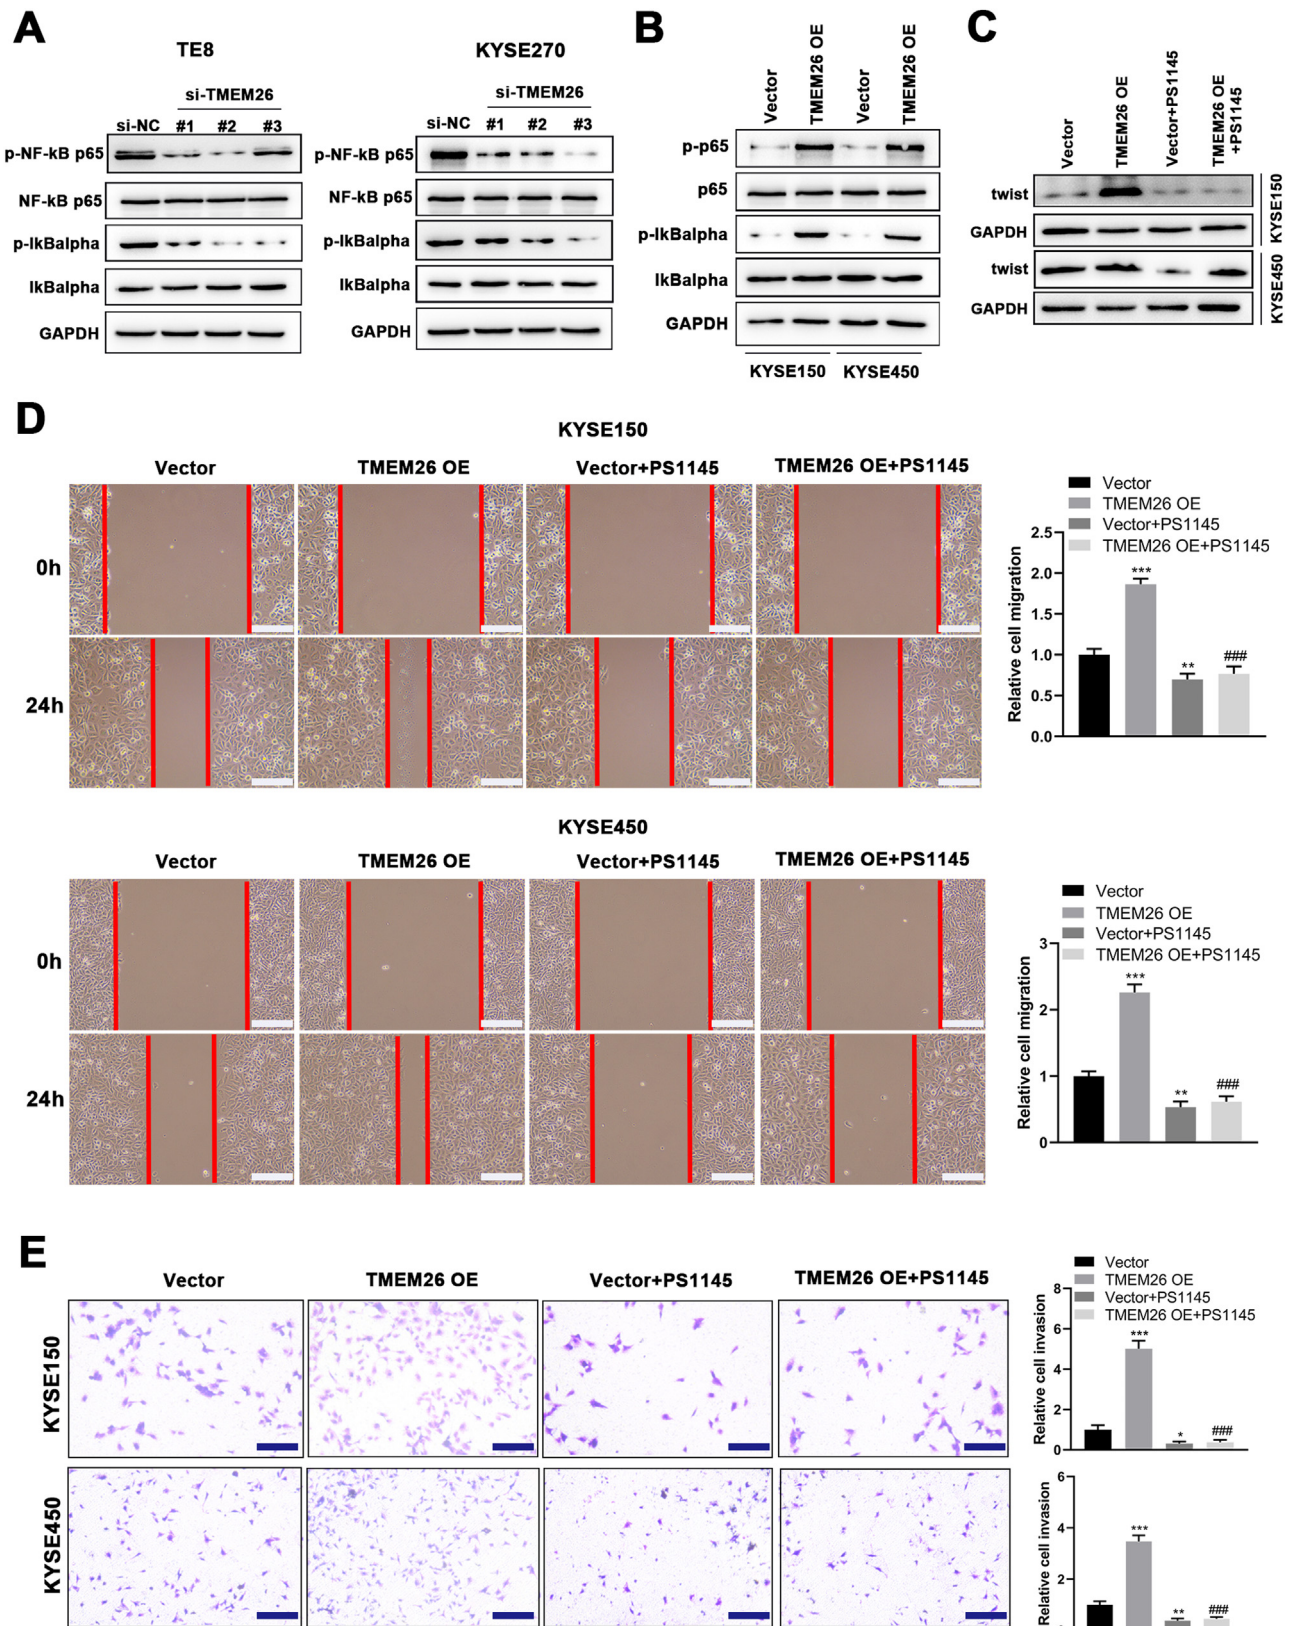 A
TE8
si-TMEM26
si-NC #1 #2 #3
p-NF-kB p65
NF-kB p65
p-IkBalpha
IkBalpha
GAPDH
KYSE270
si-TMEM26
si-NC #1 #2 #3
p-NF-kB p65
NF-kB p65
p-IkBalpha
IkBalpha
GAPDH
B
Vector
TMEM26 OE
Vector
TMEM26 OE
p-p65
p65
p-IkBalpha
IkBalpha
GAPDH
KYSE150 KYSE450
C
Vector
TMEM26 OE
Vector+PS1145
TMEM26 OE
+PS1145
twist
GAPDH
KYSE150
twist
GAPDH
KYSE450
D
KYSE150
Vector TMEM26 OE Vector+PS1145 TMEM26 OE+PS1145
0h
24h
Vector
TMEM26 OE
Vector+PS1145
TMEM26 OE+PS1145
Relative cell migration
2.5
2.0
1.5
1.0
0.5
0.0
***
**
###
KYSE450
Vector TMEM26 OE Vector+PS1145 TMEM26 OE+PS1145
0h
24h
Vector
TMEM26 OE
Vector+PS1145
TMEM26 OE+PS1145
Relative cell migration
3
2
1
0
***
**
###
E
Vector TMEM26 OE Vector+PS1145 TMEM26 OE+PS1145
KYSE150
KYSE450
Vector
TMEM26 OE
Vector+PS1145
TMEM26 OE+PS1145
Relative cell invasion
8
6
4
2
0
***
*
###
Relative cell invasion
6
4
2
***
**
###